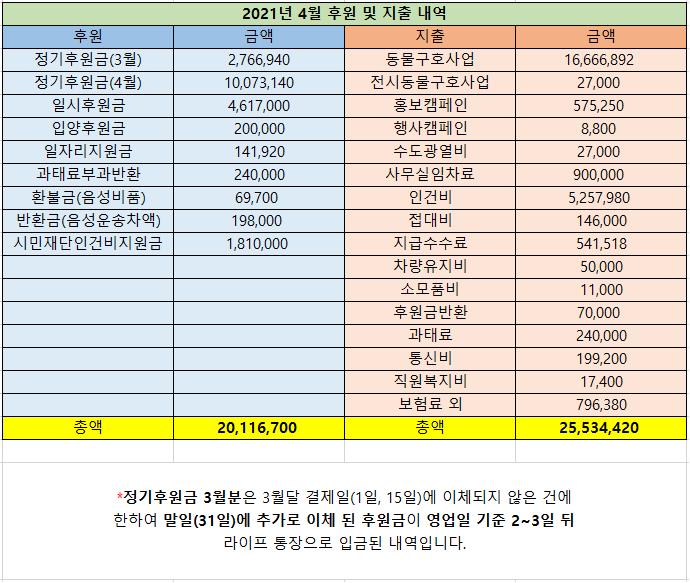 2021년 4월 후원 및 지출 내역
후원 금액 지출 금액
정기후원금(3월) 2,766,940 동물구호사업 16,666,892
정기후원금(4월) 10,073,140 전시동물구호사업 27,000
일시후원금 4,617,000 홍보캠페인 575,250
입양후원금 200,000 행사캠페인 8,800
일자리지원금 141,920 수도광열비 27,000
과태료부과반환 240,000 사무실임차료 900,000
환불금(음성비품) 69,700 인건비 5,257,980
반환금(음성운송차액) 198,000 접대비 146,000
시민재단인건비지원금 1,810,000 지급수수료 541,518
차량유지비 50,000
소모품비 11,000
후원금반환 70,000
과태료 240,000
통신비 199,200
직원복지비 17,400
보험료 외 796,380
총액 20,116,700 총액 25,534,420
*정기후원금 3월분은 3월달 결제일(1일, 15일)에 이체되지 않은 건에
한하여 말일(31일)에 추가로 이체 된 후원금이 영업일 기준 2~3일 뒤
라이프 통장으로 입금된 내역입니다.